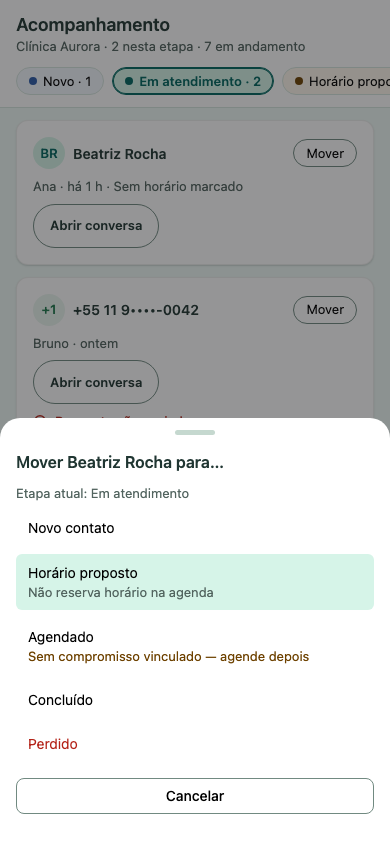 Acompanhamento
Clínica Aurora · 2 nesta etapa · 7 em andamento
Novo · 1
Em atendimento · 2
Horário propo
BR
Beatriz Rocha
Mover
Ana · há 1 h · Sem horário marcado
Abrir conversa
+1
+55 11 9••••-0042
Mover
Bruno · ontem
Abrir conversa
Mover Beatriz Rocha para...
Etapa atual: Em atendimento
Novo contato
Horário proposto
Não reserva horário na agenda
Agendado
Sem compromisso vinculado — agende depois
Concluído
Perdido
Cancelar